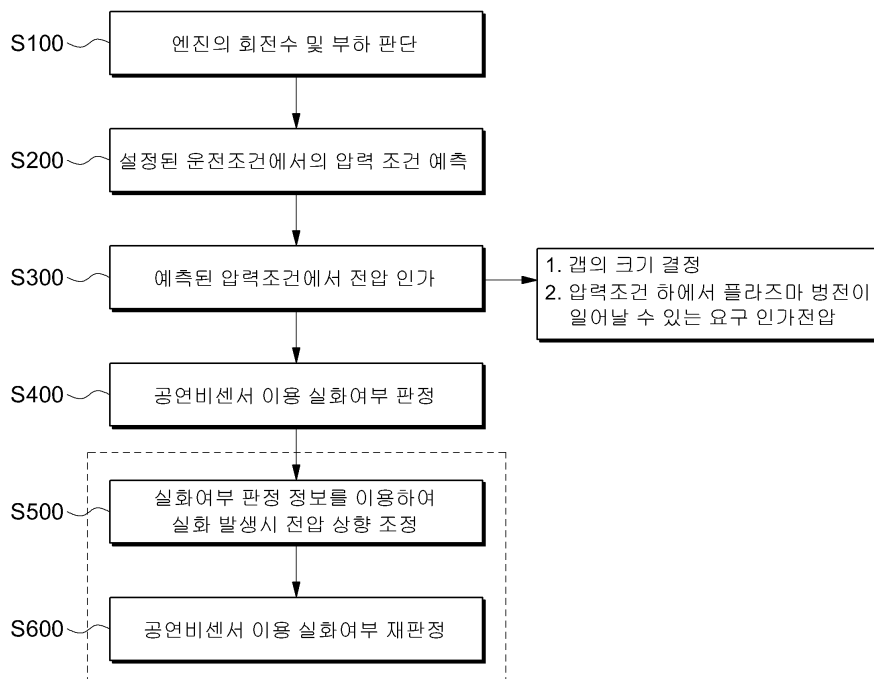 S100
엔진의 회전수 및 부하 판단
S200
설정된 운전조건에서의 압력 조건 예측
S300
예측된 압력조건에서 전압 인가
1. 갭의 크기 결정
2. 압력조건 하에서 플라즈마 벙전이
일어날 수 있는 요구 인가전압
S400
공연비센서 이용 실화여부 판정
S500
실화여부 판정 정보를 이용하여
실화 발생시 전압 상향 조정
S600
공연비센서 이용 실화여부 재판정